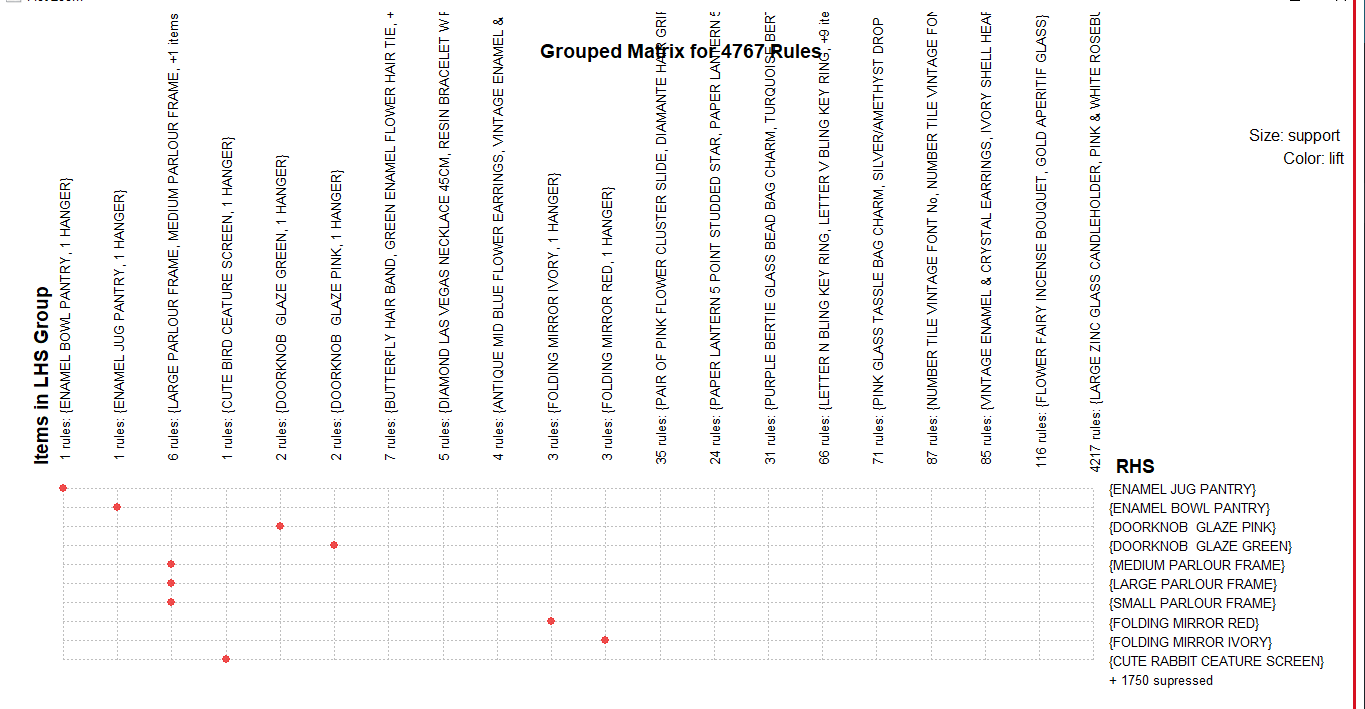 Grouped Matrix for 4767 Rules
Size: support
Color: lift
Items in LHS Group
1 rules: {ENAMEL BOWL PANTRY, 1 HANGER}
1 rules: {ENAMEL JUG PANTRY, 1 HANGER}
6 rules: {LARGE PARLOUR FRAME, MEDIUM PARLOUR FRAME, +1 items
1 rules: {CUTE BIRD CEATURE SCREEN, 1 HANGER}
2 rules: {DOORKNOB  GLAZE GREEN, 1 HANGER}
2 rules: {DOORKNOB  GLAZE PINK, 1 HANGER}
7 rules: {BUTTERFLY HAIR BAND, GREEN ENAMEL FLOWER HAIR TIE, +
5 rules: {DIAMOND LAS VEGAS NECKLACE 45CM, RESIN BRACELET W
4 rules: {ANTIQUE MID BLUE FLOWER EARRINGS, VINTAGE ENAMEL &
3 rules: {FOLDING MIRROR IVORY, 1 HANGER}
3 rules: {FOLDING MIRROR RED, 1 HANGER}
35 rules: {PAIR OF PINK FLOWER CLUSTER SLIDE, DIAMANTE HAIR GRIP
24 rules: {PAPER LANTERN 5 POINT STUDDED STAR, PAPER LANTERN 5
31 rules: {PURPLE BERTIE GLASS BEAD BAG CHARM, TURQUOISE BERT
66 rules: {LETTER N BLING KEY RING, LETTER V BLING KEY RING, +9 ite
71 rules: {PINK GLASS TASSLE BAG CHARM, SILVER/AMETHYST DROP
87 rules: {NUMBER TILE VINTAGE FONT No, NUMBER TILE VINTAGE FON
85 rules: {VINTAGE ENAMEL & CRYSTAL EARRINGS, IVORY SHELL HEAR
116 rules: {FLOWER FAIRY INCENSE BOUQUET, GOLD APERITIF GLASS}
4217 rules: {LARGE ZINC GLASS CANDLEHOLDER, PINK & WHITE ROSEBU
RHS
{ENAMEL JUG PANTRY}
{ENAMEL BOWL PANTRY}
{DOORKNOB  GLAZE PINK}
{DOORKNOB  GLAZE GREEN}
{MEDIUM PARLOUR FRAME}
{LARGE PARLOUR FRAME}
{SMALL PARLOUR FRAME}
{FOLDING MIRROR RED}
{FOLDING MIRROR IVORY}
{CUTE RABBIT CEATURE SCREEN}
+ 1750 supressed